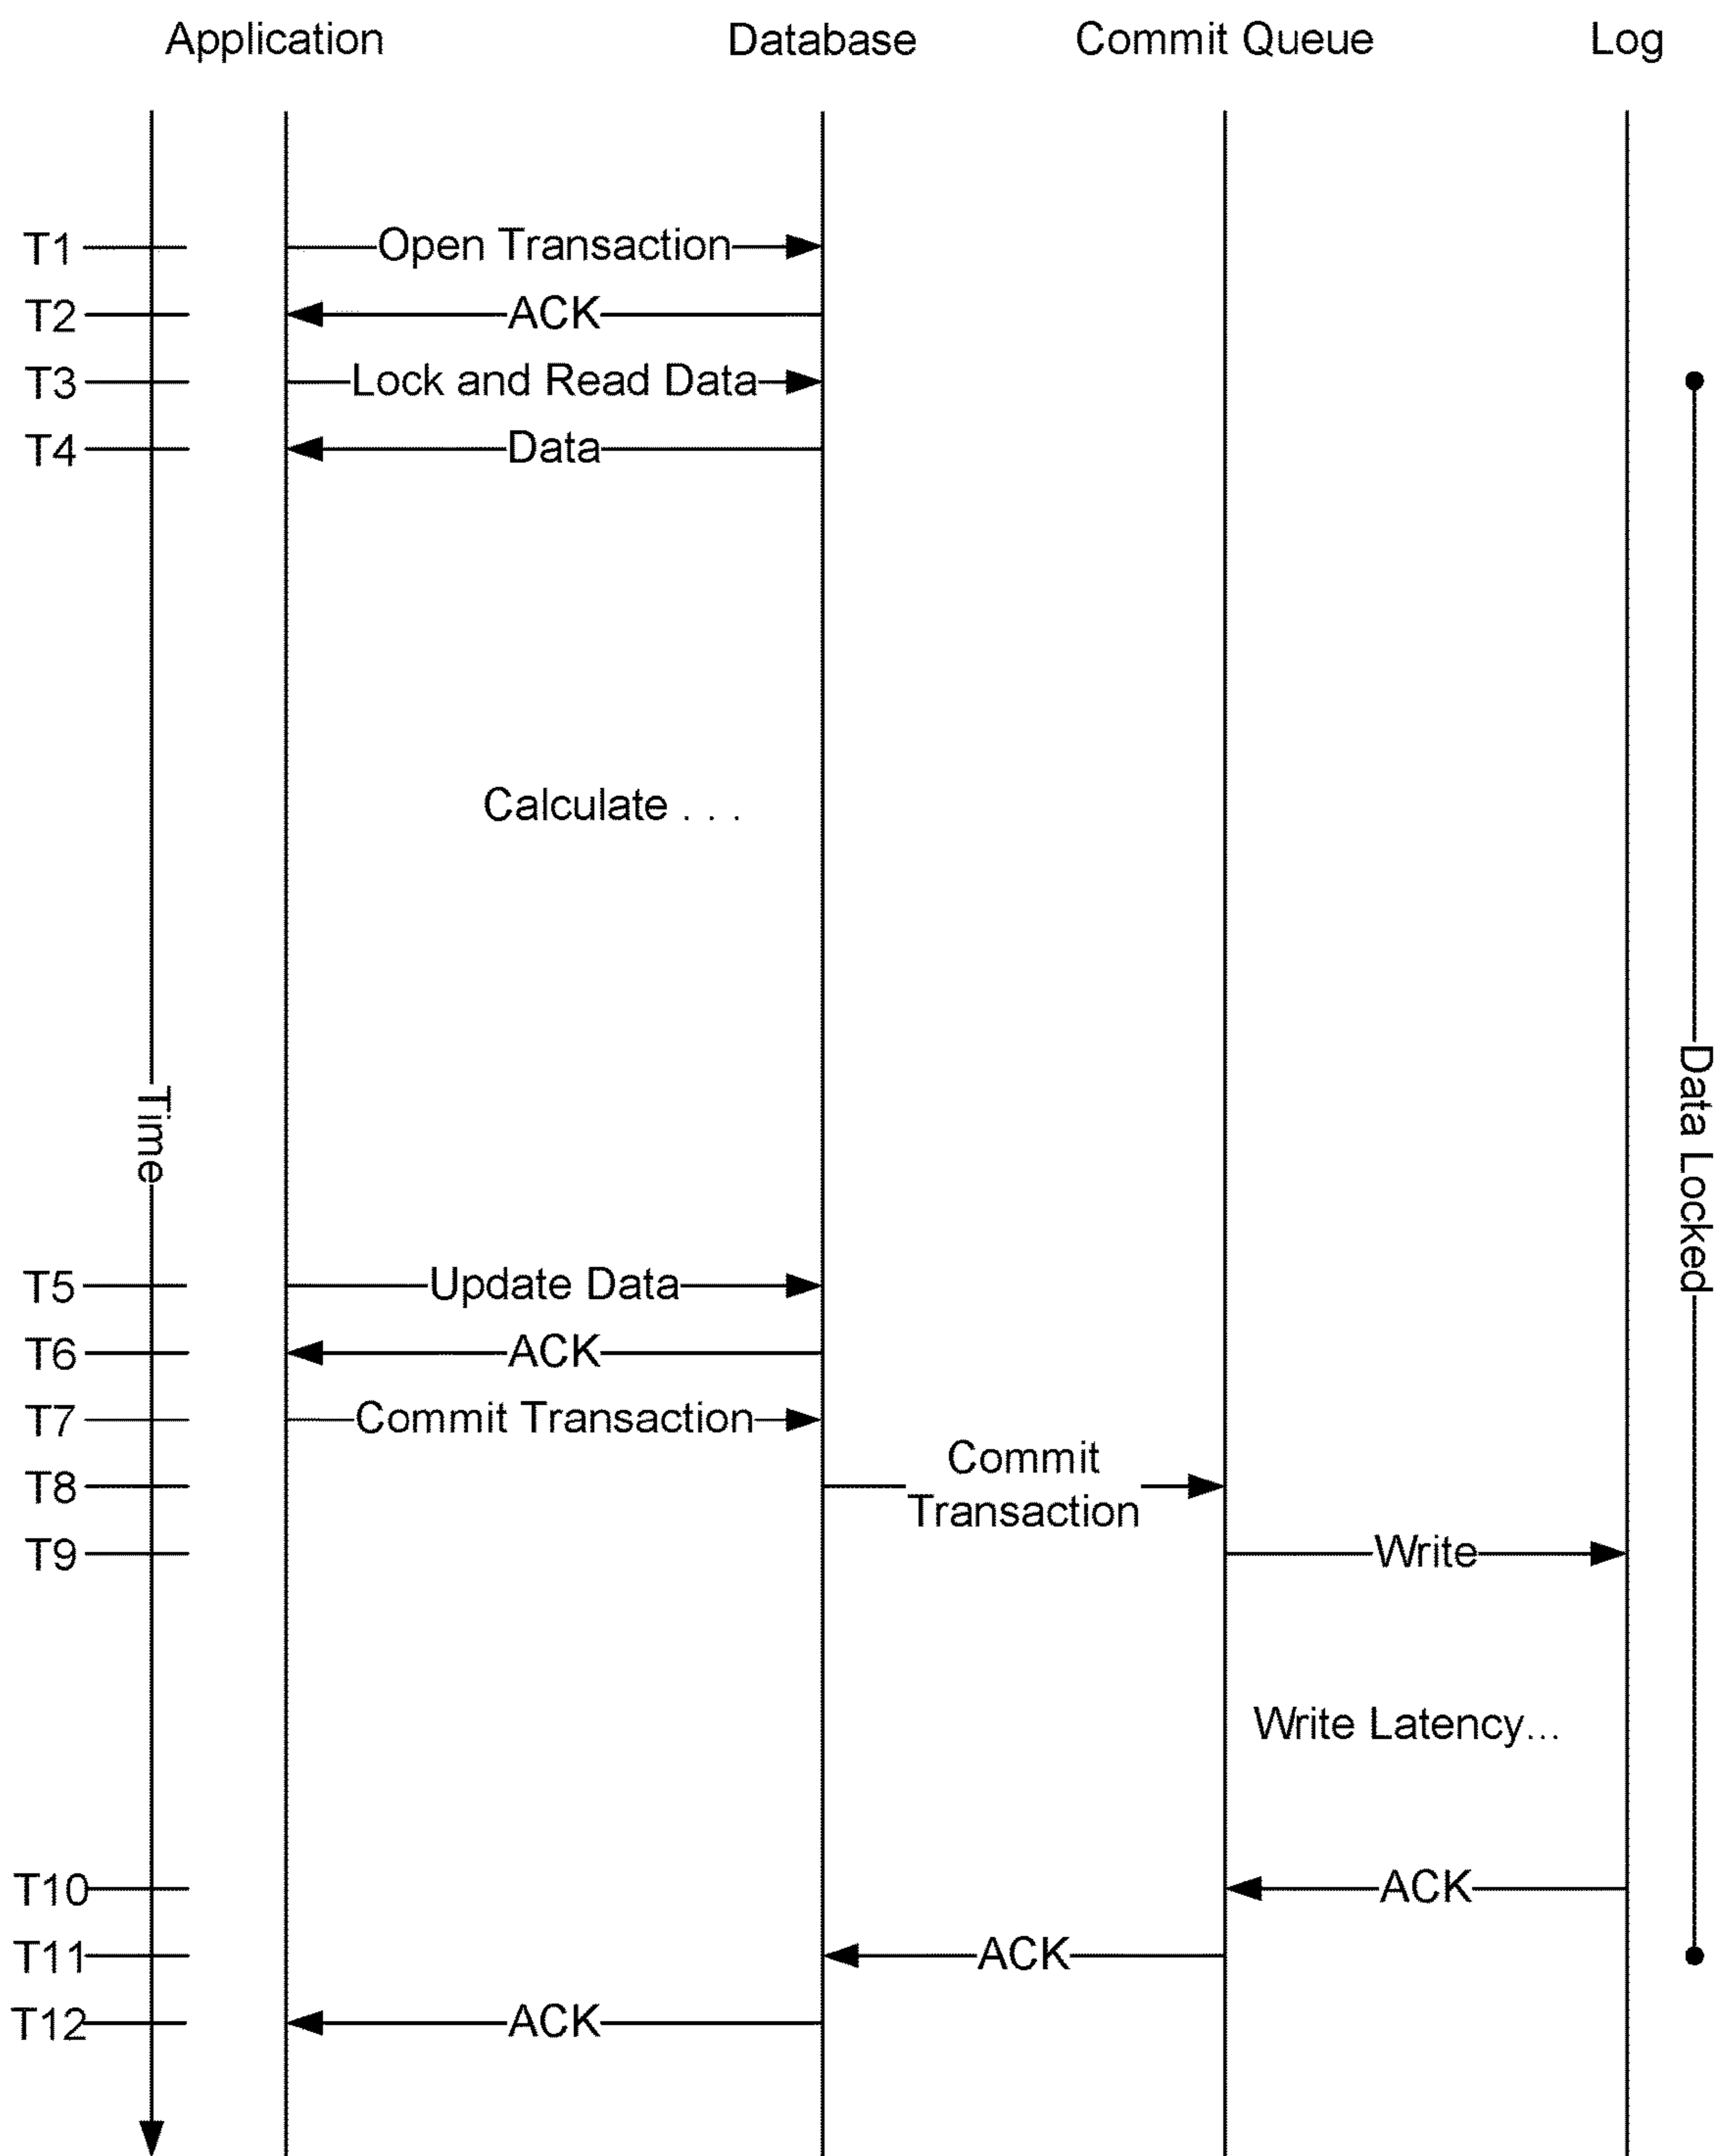 Application
Database
Commit Queue
Log
T1
Open Transaction
T2
ACK
T3
Lock and Read Data
T4
Data
Calculate . . .
Time
Data Locked
T5
Update Data
T6
ACK
T7
Commit Transaction
T8
Commit
Transaction
T9
Write
Write Latency...
T10
ACK
T11
ACK
T12
ACK